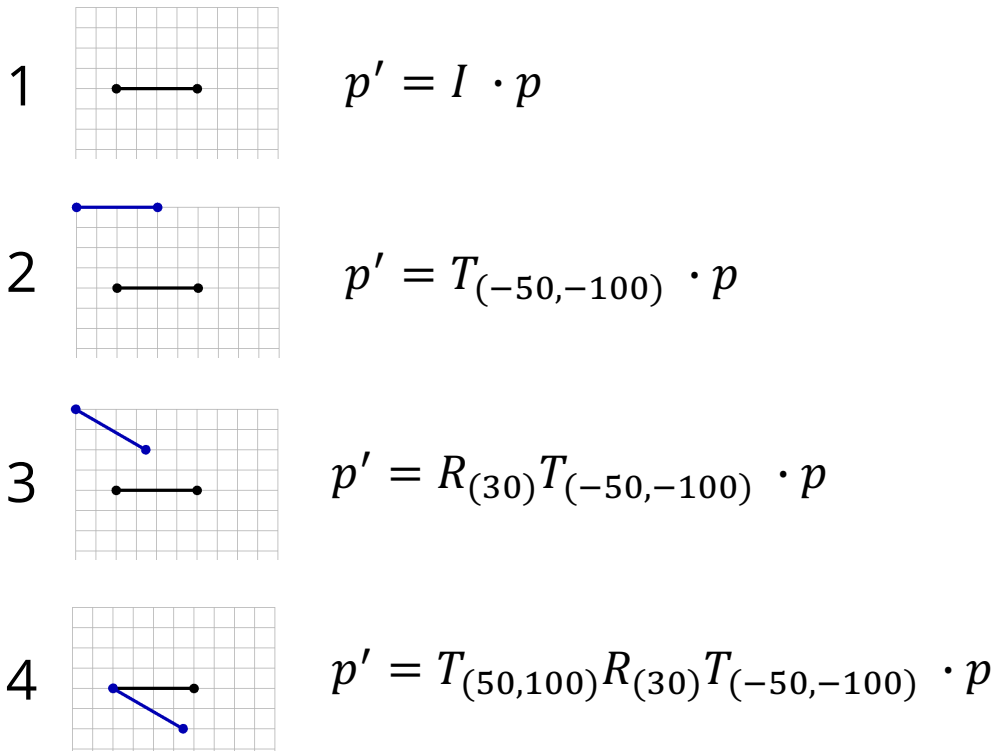 1 p′ = I · p
2 p′ = T(−50,−100) · p
3 p′ = R(30)T(−50,−100) · p
4 p′ = T(50,100)R(30)T(−50,−100) · p